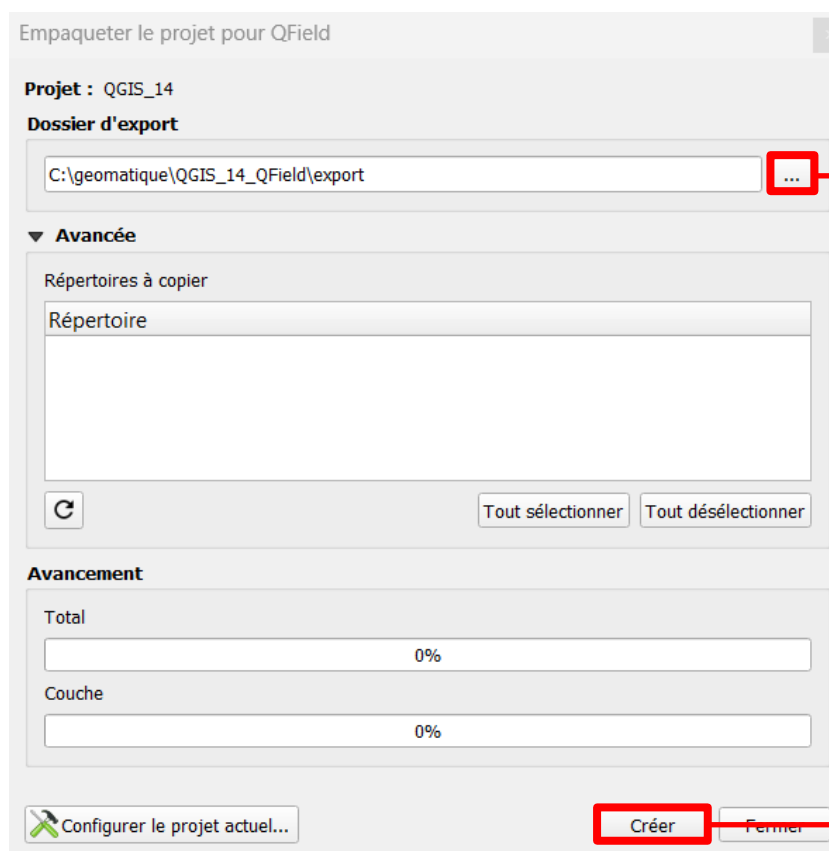 Empaqueter le projet pour QField
Projet : QGIS_14
Dossier d'export
C:\geomatique\QGIS_14_QField\export
...
Avancée
Répertoires à copier
Répertoire
Tout sélectionner Tout désélectionner
Avancement
Total
0%
Couche
0%
Configurer le projet actuel... Créer Fermer